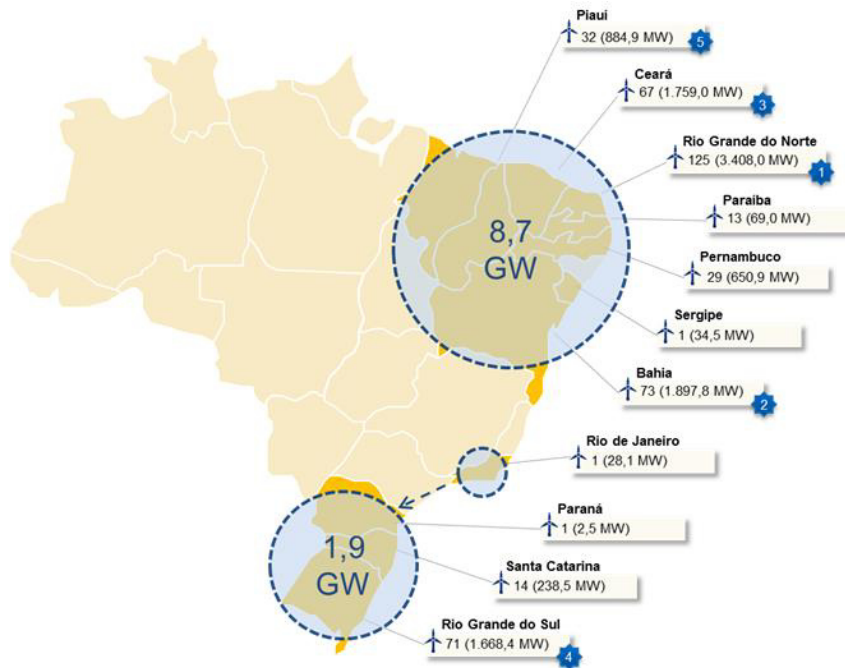 Piauí
32 (884,9 MW)
5
Ceará
67 (1.759,0 MW)
3
Rio Grande do Norte
125 (3.408,0 MW)
1
Paraíba
13 (69,0 MW)
Pernambuco
29 (650,9 MW)
Sergipe
1 (34,5 MW)
Bahia
73 (1.897,8 MW)
2
8,7
GW
Rio de Janeiro
1 (28,1 MW)
Paraná
1 (2,5 MW)
Santa Catarina
14 (238,5 MW)
Rio Grande do Sul
71 (1.668,4 MW)
4
1,9
GW